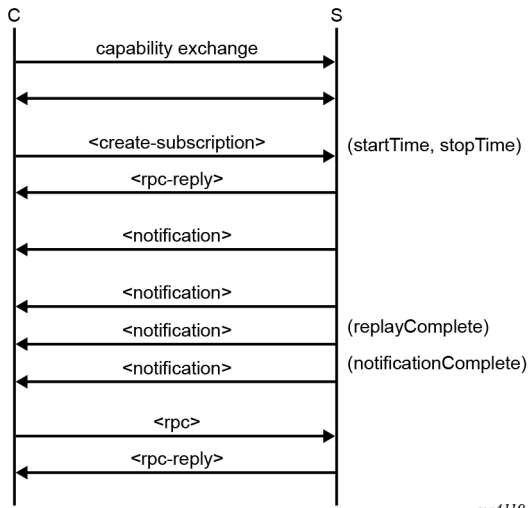 C S
capability exchange
<create-subscription> (startTime, stopTime)
<rpc-reply>
<notification>
<notification>
<notification> (replayComplete)
<notification> (notificationComplete)
<rpc>
<rpc-reply>